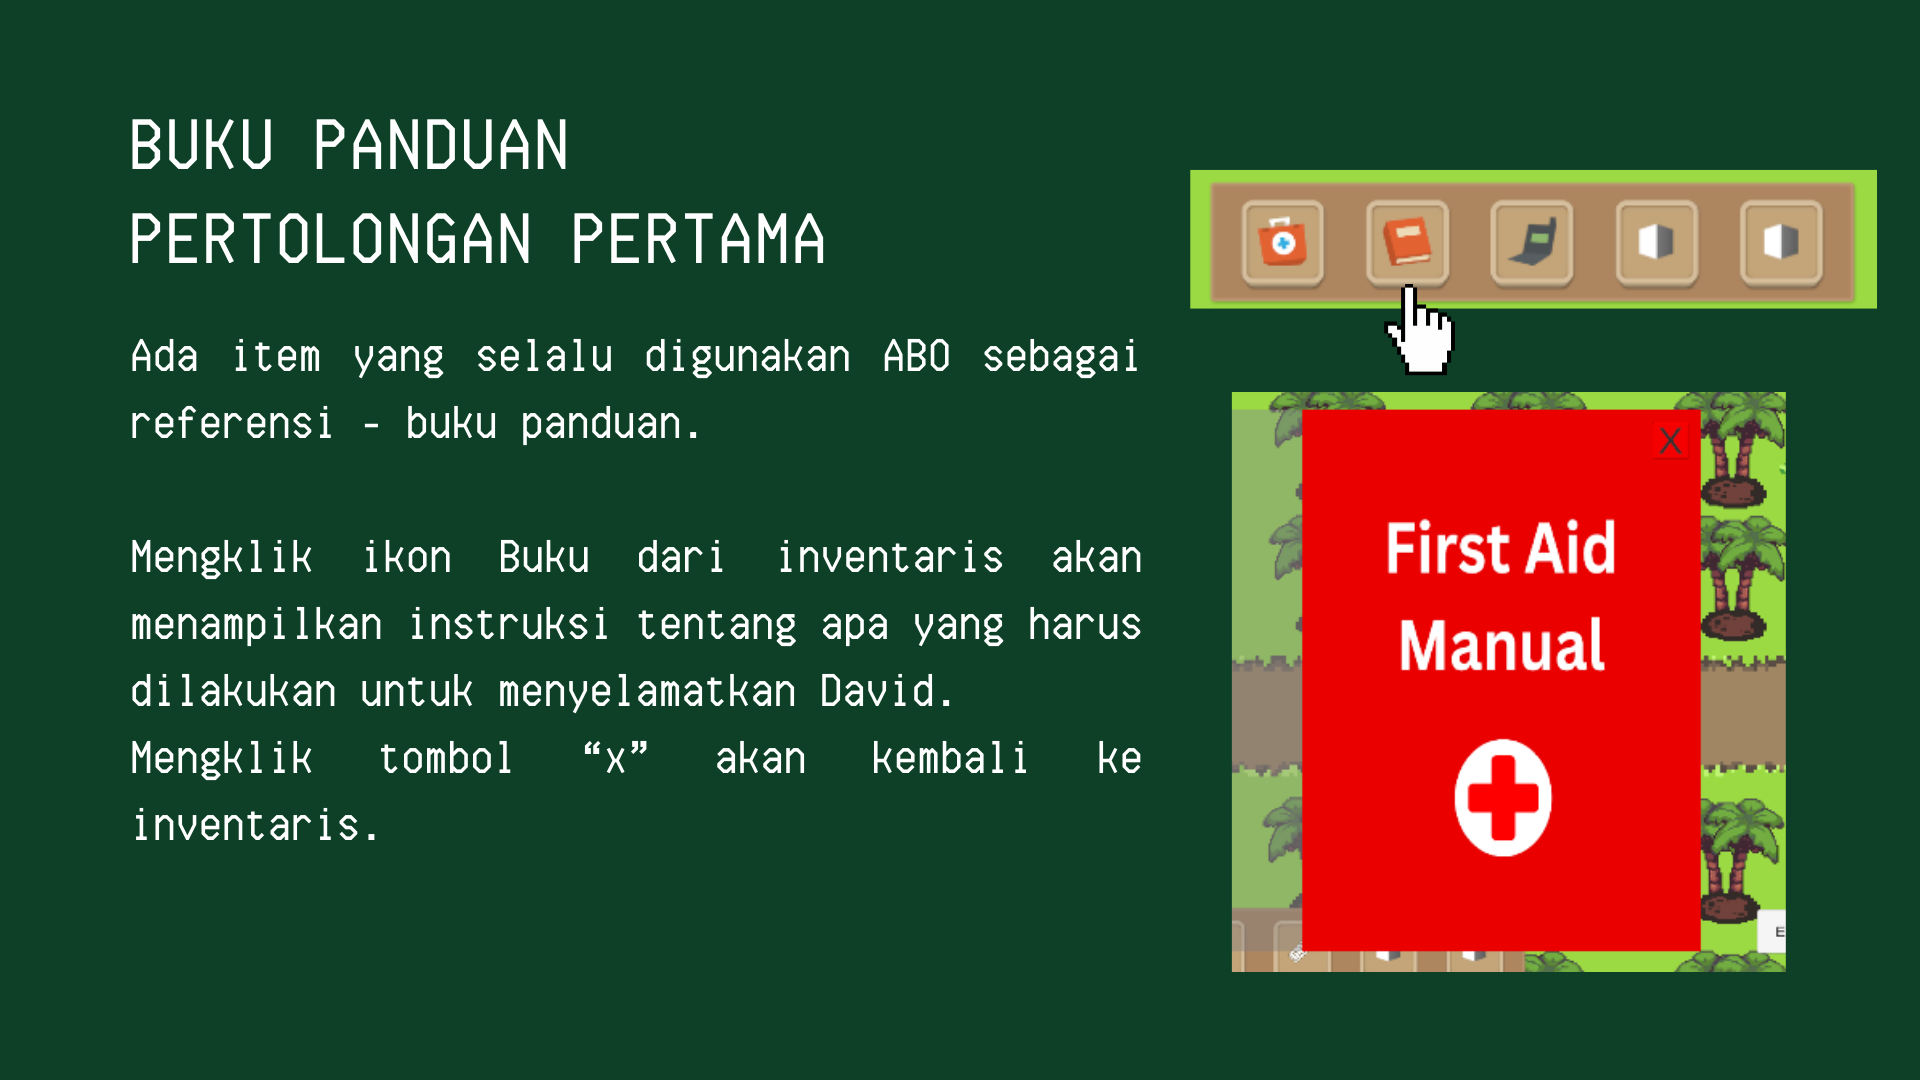 BUKU PANDUAN
PERTOLONGAN PERTAMA
Ada item yang selalu digunakan ABO sebagai
referensi - buku panduan.
Mengklik ikon Buku dari inventaris akan
menampilkan instruksi tentang apa yang harus
dilakukan untuk menyelamatkan David.
Mengklik tombol “x” akan kembali ke
inventaris.
X
First Aid
Manual
E